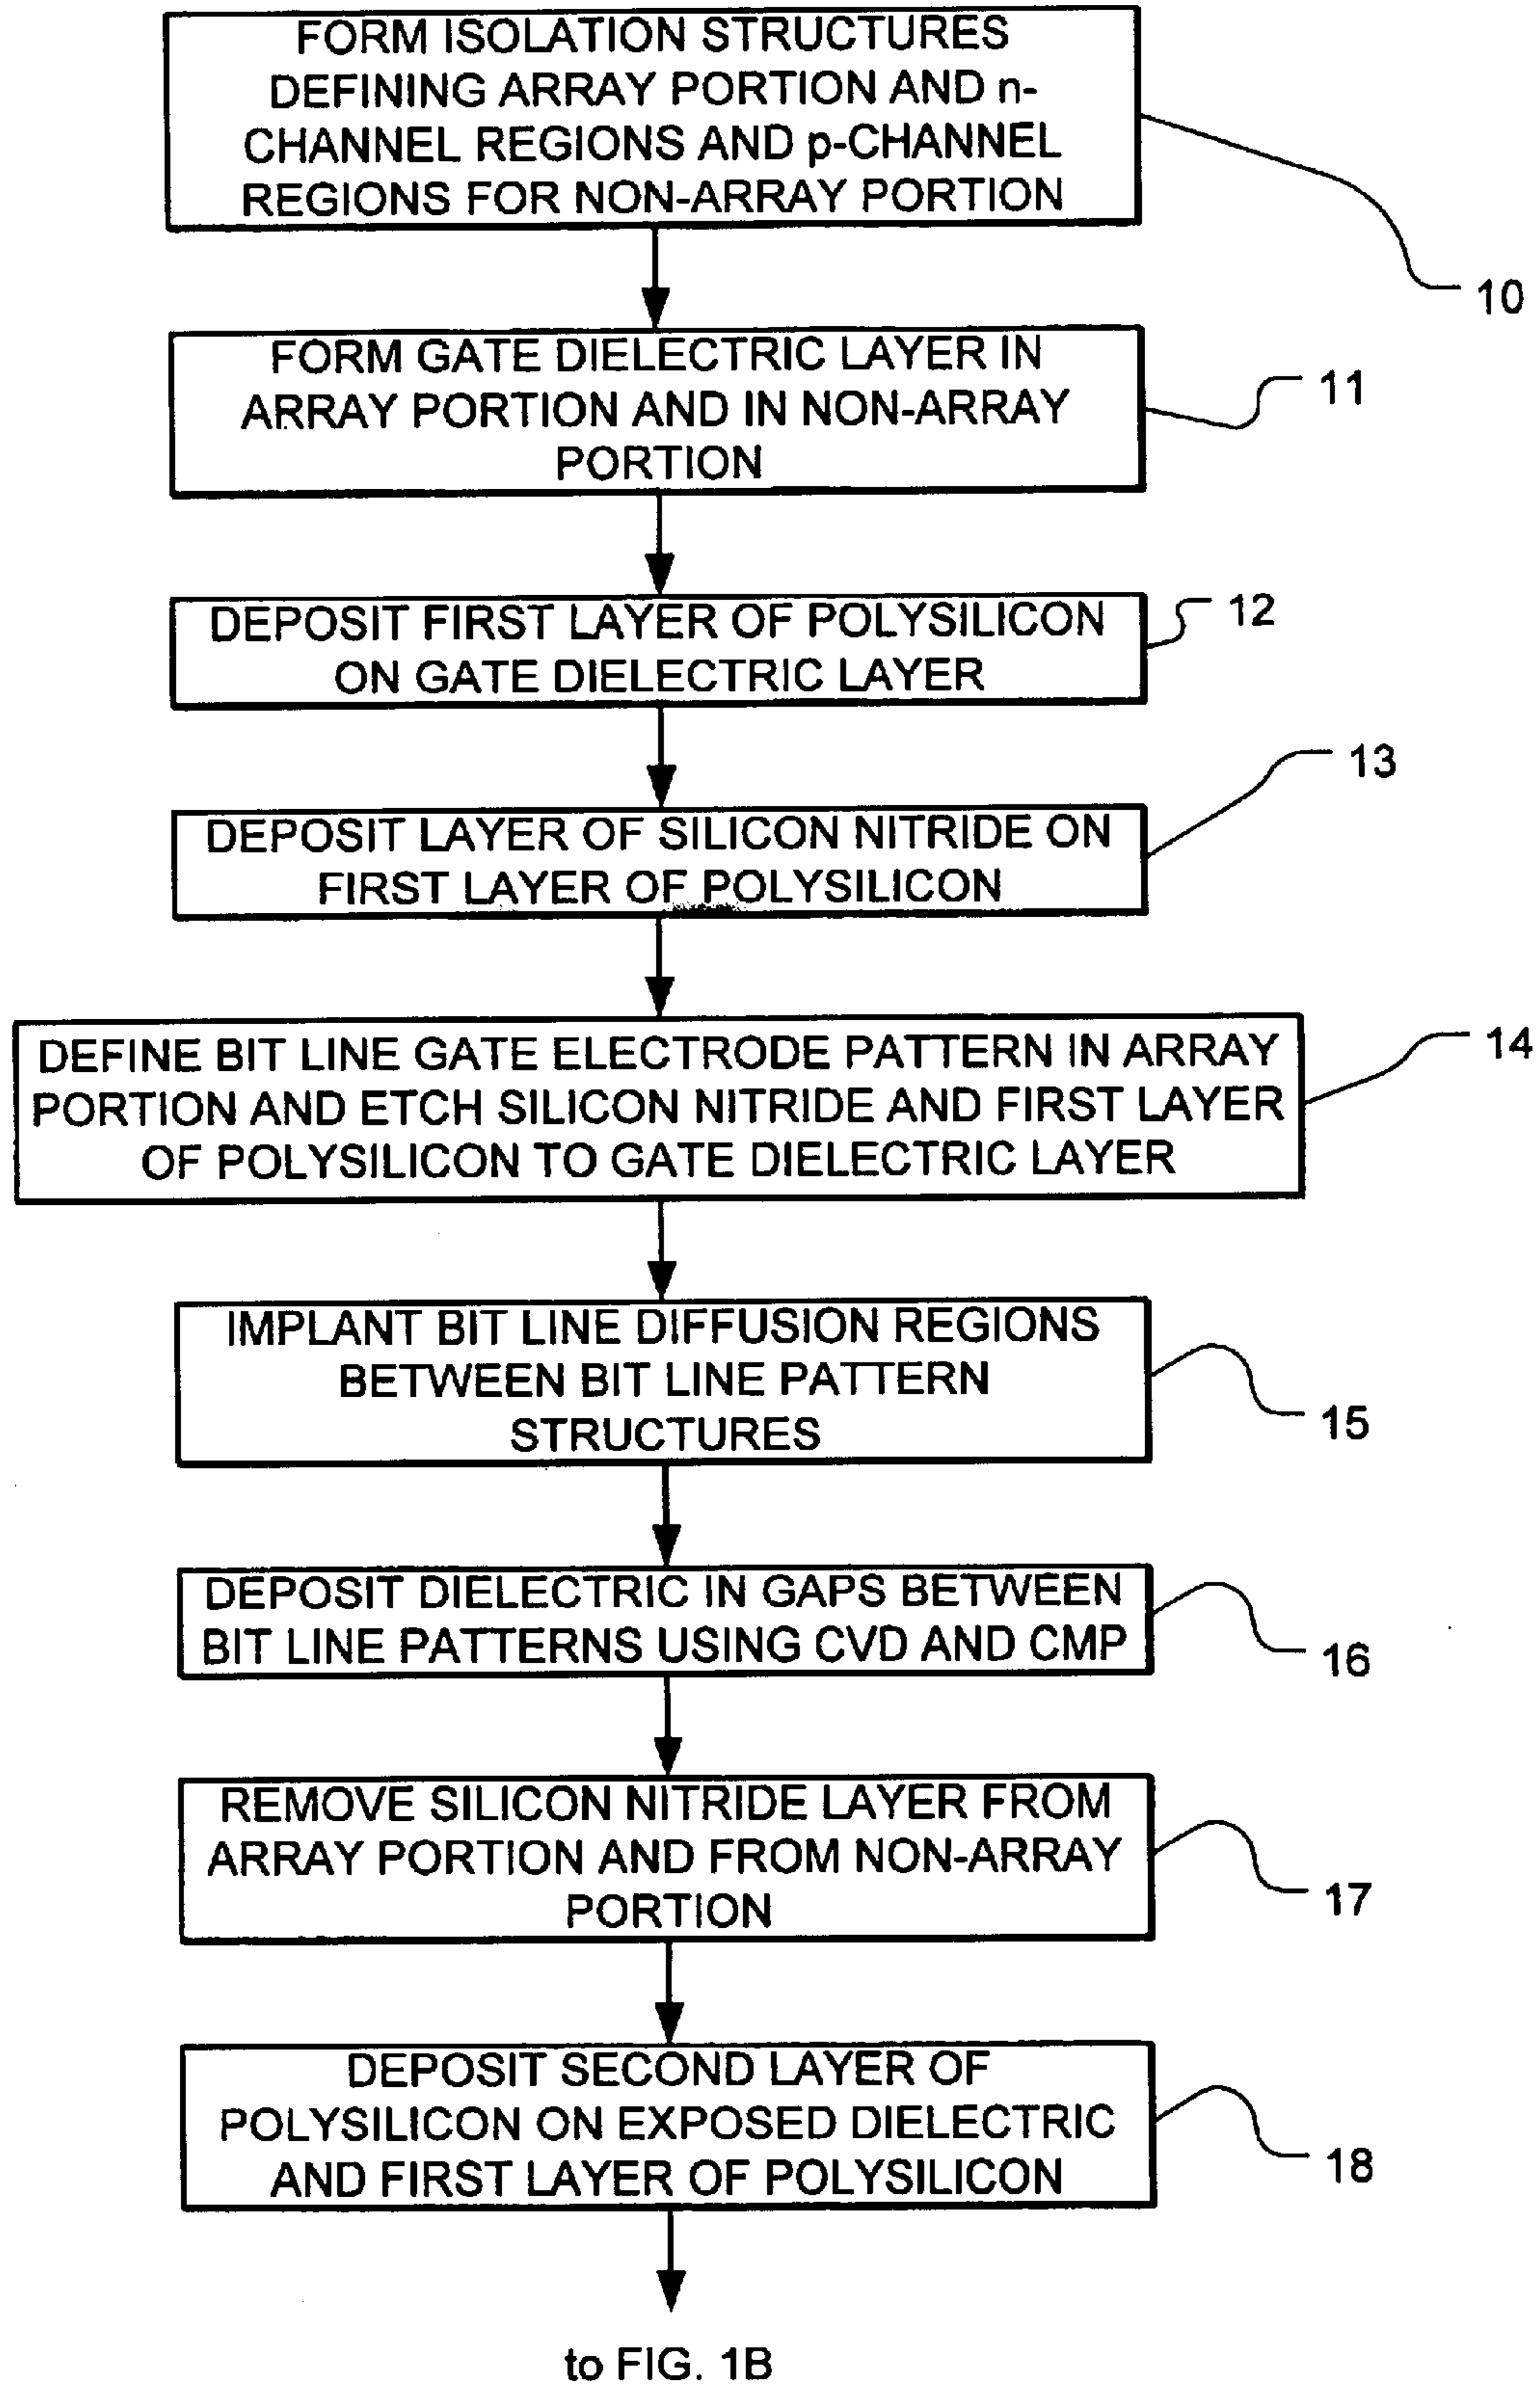 FORM ISOLATION STRUCTURES
DEFINING ARRAY PORTION AND n-
CHANNEL REGIONS AND p-CHANNEL
REGIONS FOR NON-ARRAY PORTION
10
FORM GATE DIELECTRIC LAYER IN
ARRAY PORTION AND IN NON-ARRAY
PORTION
11
DEPOSIT FIRST LAYER OF POLYSILICON
ON GATE DIELECTRIC LAYER
12
DEPOSIT LAYER OF SILICON NITRIDE ON
FIRST LAYER OF POLYSILICON
13
DEFINE BIT LINE GATE ELECTRODE PATTERN IN ARRAY
PORTION AND ETCH SILICON NITRIDE AND FIRST LAYER
OF POLYSILICON TO GATE DIELECTRIC LAYER
14
IMPLANT BIT LINE DIFFUSION REGIONS
BETWEEN BIT LINE PATTERN
STRUCTURES
15
DEPOSIT DIELECTRIC IN GAPS BETWEEN
BIT LINE PATTERNS USING CVD AND CMP
16
REMOVE SILICON NITRIDE LAYER FROM
ARRAY PORTION AND FROM NON-ARRAY
PORTION
17
DEPOSIT SECOND LAYER OF
POLYSILICON ON EXPOSED DIELECTRIC
AND FIRST LAYER OF POLYSILICON
18
to FIG. 1B